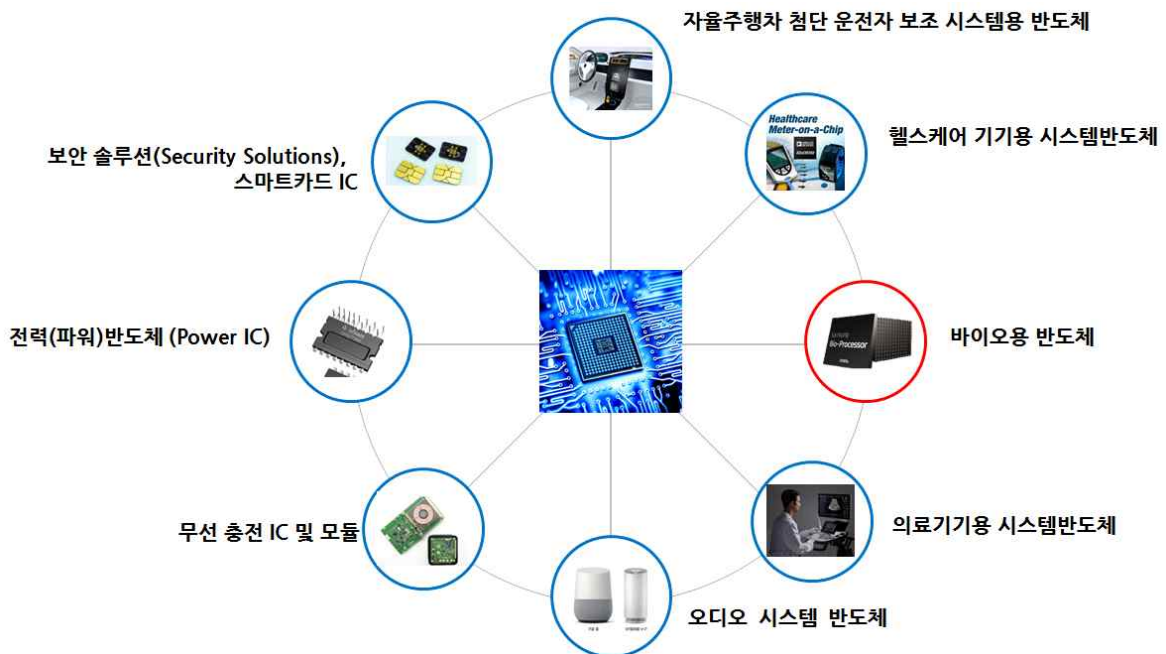 자율주행차 첨단 운전자 보조 시스템용 반도체
Healthcare
Meter-on-a-Chip
헬스케어 기기용 시스템반도체
보안 솔루션(Security Solutions),
스마트카드 IC
전력(파워)반도체 (Power IC)
Bio-Processor
바이오용 반도체
무선 충전 IC 및 모듈
의료기기용 시스템반도체
오디오 시스템 반도체